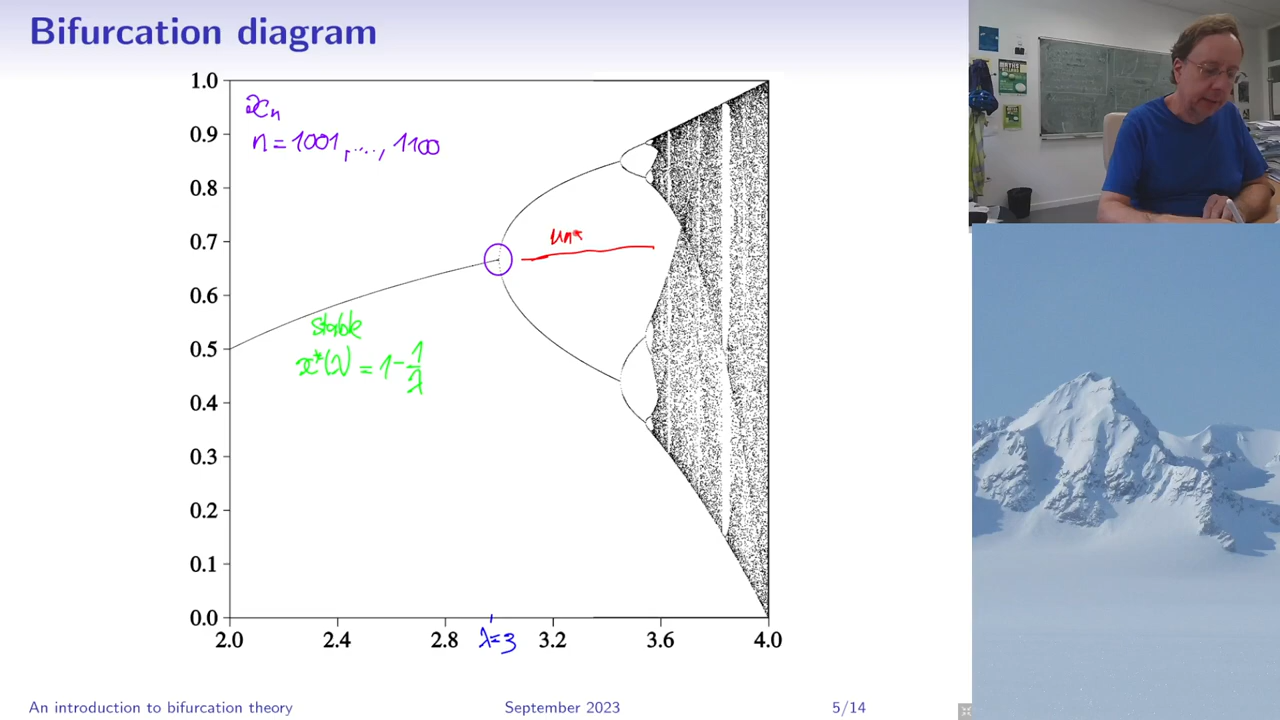 Bifurcation diagram
1.0
0.9
0.8
0.7
0.6
0.5
0.4
0.3
0.2
0.1
0.0
xₙ
n = 1001, ...., 1100
stable
x*(λ) = 1 - 1/λ
2.0 2.4 2.8 λ=3 3.2 3.6 4.0
An introduction to bifurcation theory September 2023 5/14